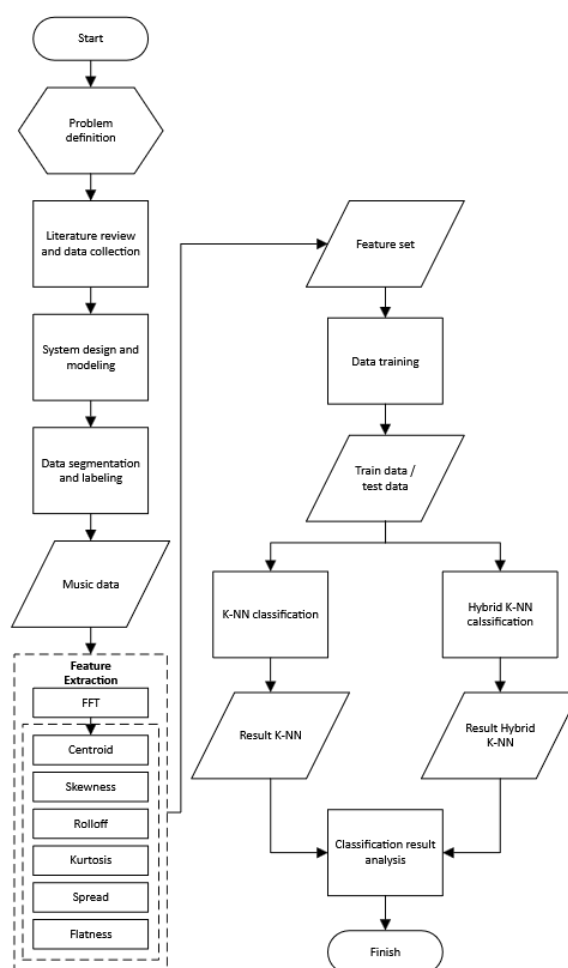 Start
Problem
definition
Literature review
and data collection
System design and
modeling
Data segmentation
and labeling
Music data
Feature
Extraction
FFT
Centroid
Skewness
Rolloff
Kurtosis
Spread
Flatness
Feature set
Data training
Train data /
test data
K-NN classification
Hybrid K-NN
calssification
Result K-NN
Result Hybrid
K-NN
Classification result
analysis
Finish